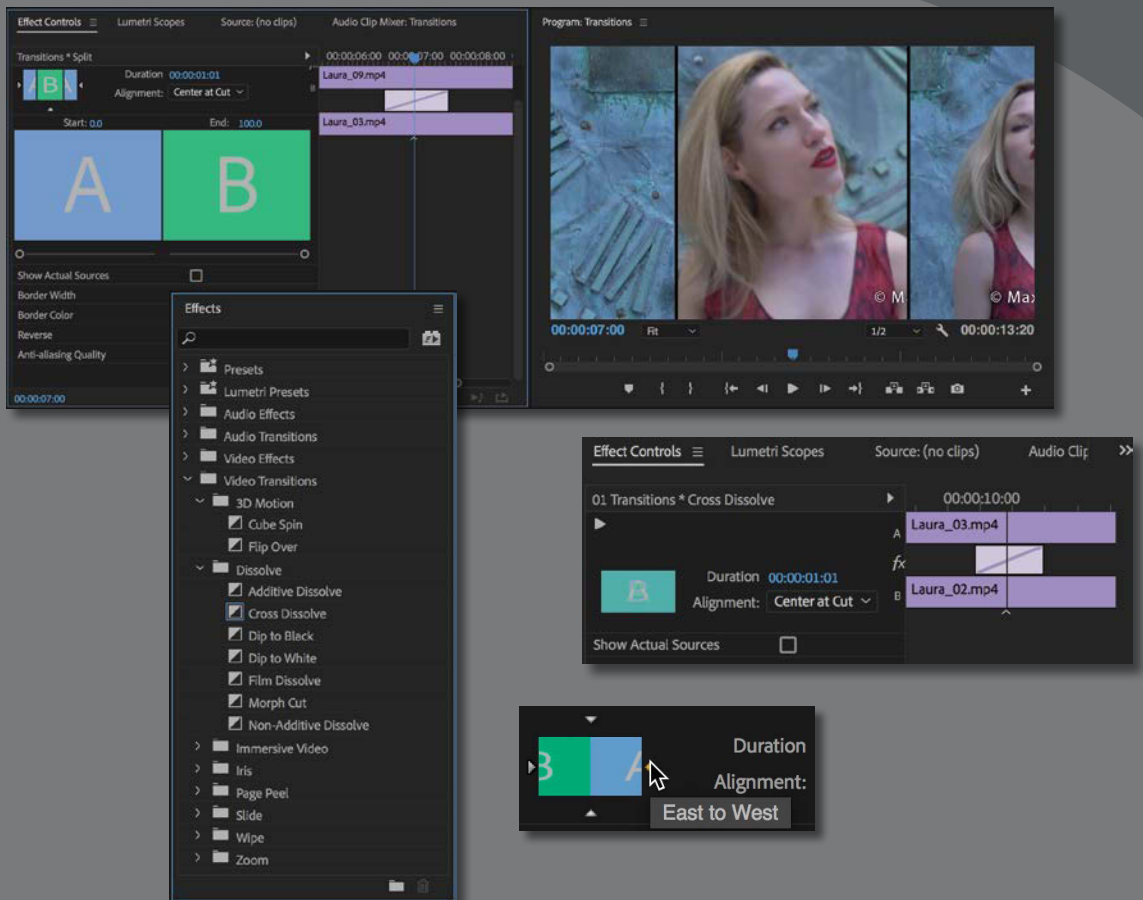 Effect Controls Lumetri Scopes Source: (no clips) Audio Clip Mixer: Transitions
Transitions * Split
00:00:06:00 00:00:07:00 00:00:08:00
A B A
Duration 00:00:01:01
Alignment: Center at Cut
Laura_09.mp4
B
Laura_03.mp4
Start: 0.0 End: 100.0
A B
Show Actual Sources
Border Width
Border Color
Reverse
Anti-aliasing Quality
00:00:07:00
Program: Transitions
© M
© Max
00:00:07:00 Fit 1/2 00:00:13:20
Effects
Presets
Lumetri Presets
Audio Effects
Audio Transitions
Video Effects
Video Transitions
3D Motion
Cube Spin
Flip Over
Dissolve
Additive Dissolve
Cross Dissolve
Dip to Black
Dip to White
Film Dissolve
Morph Cut
Non-Additive Dissolve
Immersive Video
Iris
Page Peel
Slide
Wipe
Zoom
Effect Controls Lumetri Scopes Source: (no clips) Audio Clip
01 Transitions * Cross Dissolve 00:00:10:00
A Laura_03.mp4
fx
B
Duration 00:00:01:01
Alignment: Center at Cut
B Laura_02.mp4
Show Actual Sources
B A
Duration
Alignment:
East to West